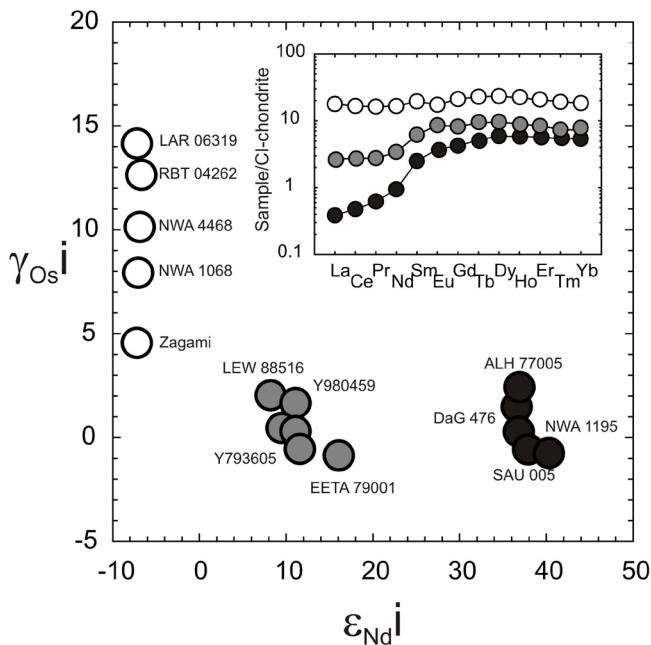 20
15
10
5
0
-5
-10
0
10
20
30
40
50
γOsi
εNdi
100
10
1
0.1
Sample/CI-chondrite
La Ce Pr Nd Sm Eu Gd Tb Dy Ho Er Tm Yb
LAR 06319
RBT 04262
NWA 4468
NWA 1068
Zagami
LEW 88516
Y980459
Y793605
EETA 79001
ALH 77005
DaG 476
NWA 1195
SAU 005